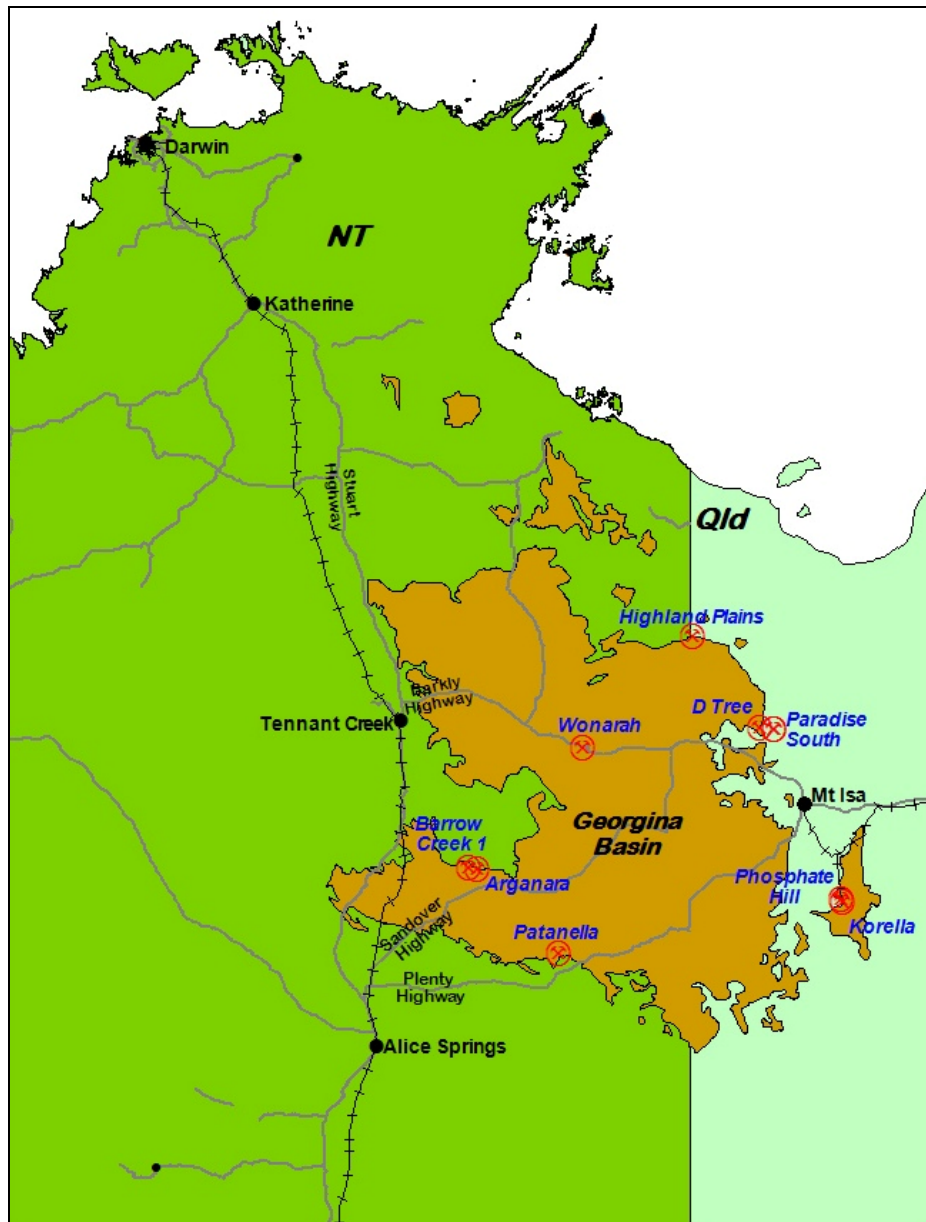 Darwin
NT
Katherine
Stuart
Highway
Qld
Highland Plains
Barkly
Highway
D Tree
Paradise
South
Tennant Creek
Wonarah
Mt Isa
Georgina
Basin
Barrow
Creek 1
Arganara
Phosphate
Hill
Korella
Sandover
Highway
Patanella
Plenty
Highway
Alice Springs